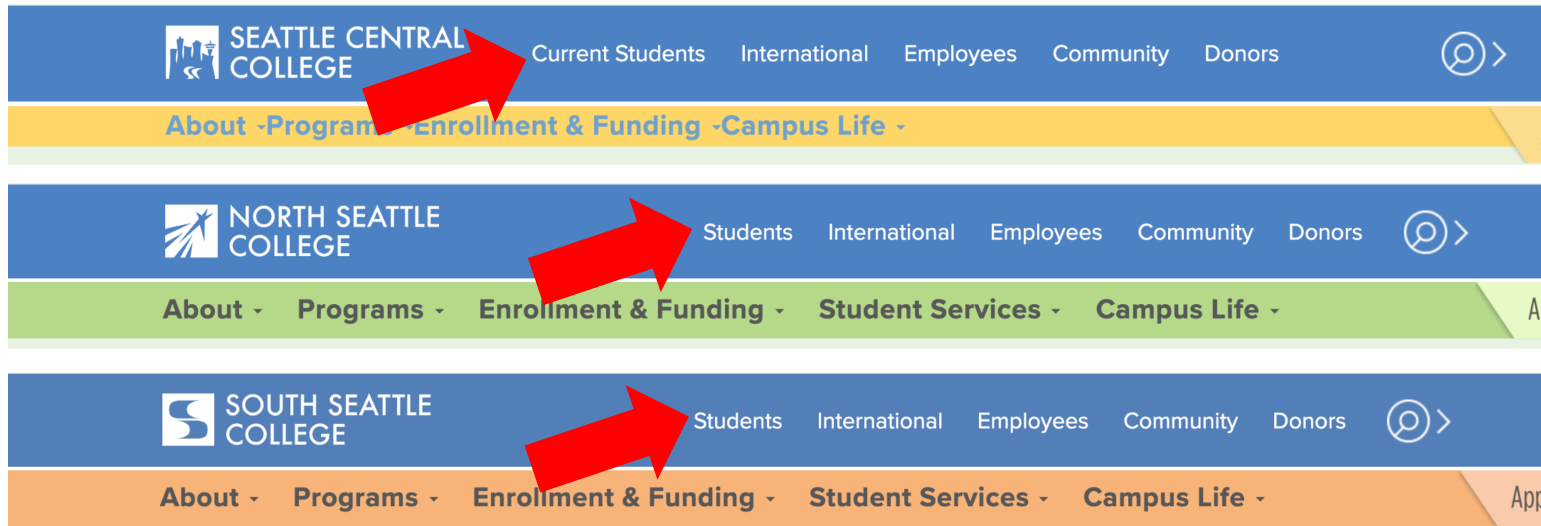 SEATTLE CENTRAL
COLLEGE
Current Students International Employees Community Donors
About Programs Enrollment & Funding Campus Life
NORTH SEATTLE
COLLEGE
Students International Employees Community Donors
About Programs Enrollment & Funding Student Services Campus Life
SOUTH SEATTLE
COLLEGE
Students International Employees Community Donors
About Programs Enrollment & Funding Student Services Campus Life